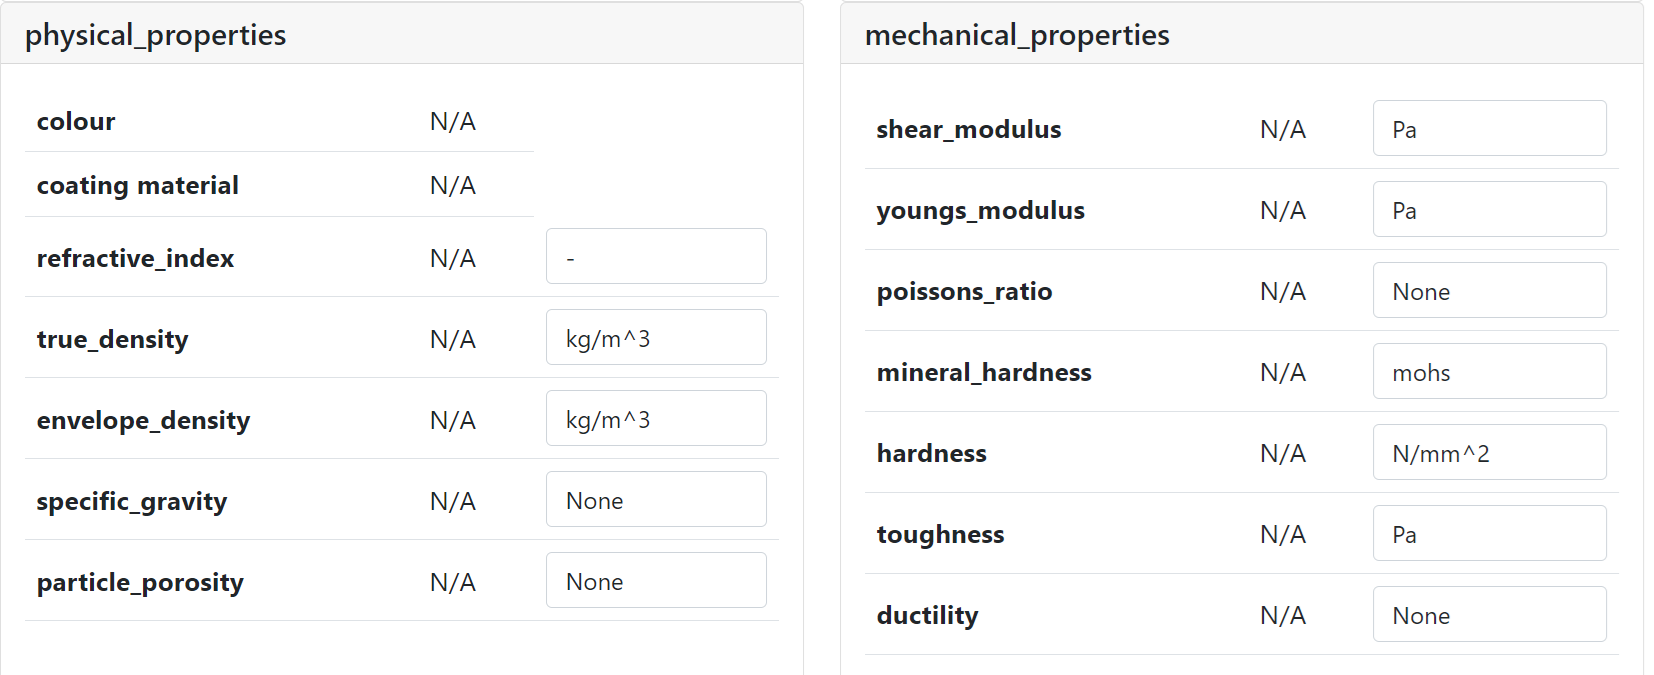 physical_properties
colour N/A
coating material N/A
refractive_index N/A -
true_density N/A kg/m^3
envelope_density N/A kg/m^3
specific_gravity N/A None
particle_porosity N/A None
mechanical_properties
shear_modulus N/A Pa
youngs_modulus N/A Pa
poissons_ratio N/A None
mineral_hardness N/A mohs
hardness N/A N/mm^2
toughness N/A Pa
ductility N/A None